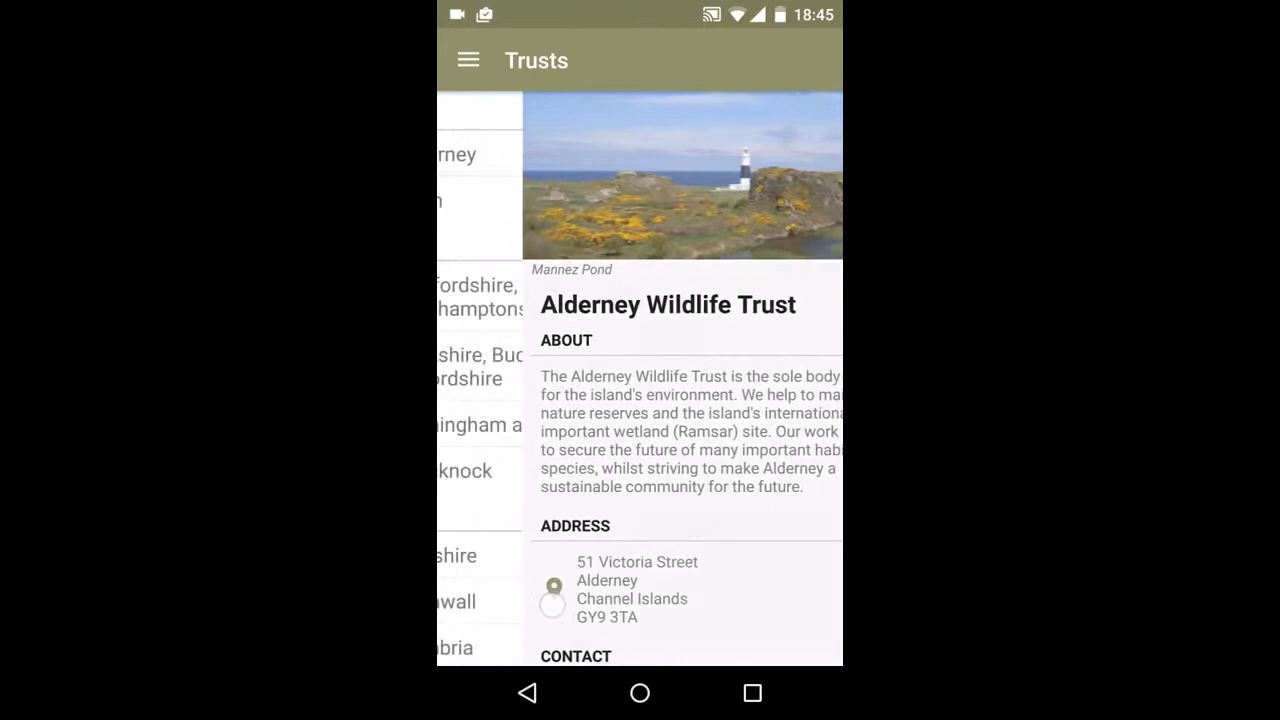 18:45
Trusts
rney
fordshire,
hamptons
shire, Buc
ordshire
ingham a
knock
shire
wall
bria
Mannez Pond
Alderney Wildlife Trust
ABOUT
The Alderney Wildlife Trust is the sole body
for the island's environment. We help to mai
nature reserves and the island's internationa
important wetland (Ramsar) site. Our work
to secure the future of many important habi
species, whilst striving to make Alderney a
sustainable community for the future.
ADDRESS
51 Victoria Street
Alderney
Channel Islands
GY9 3TA
CONTACT